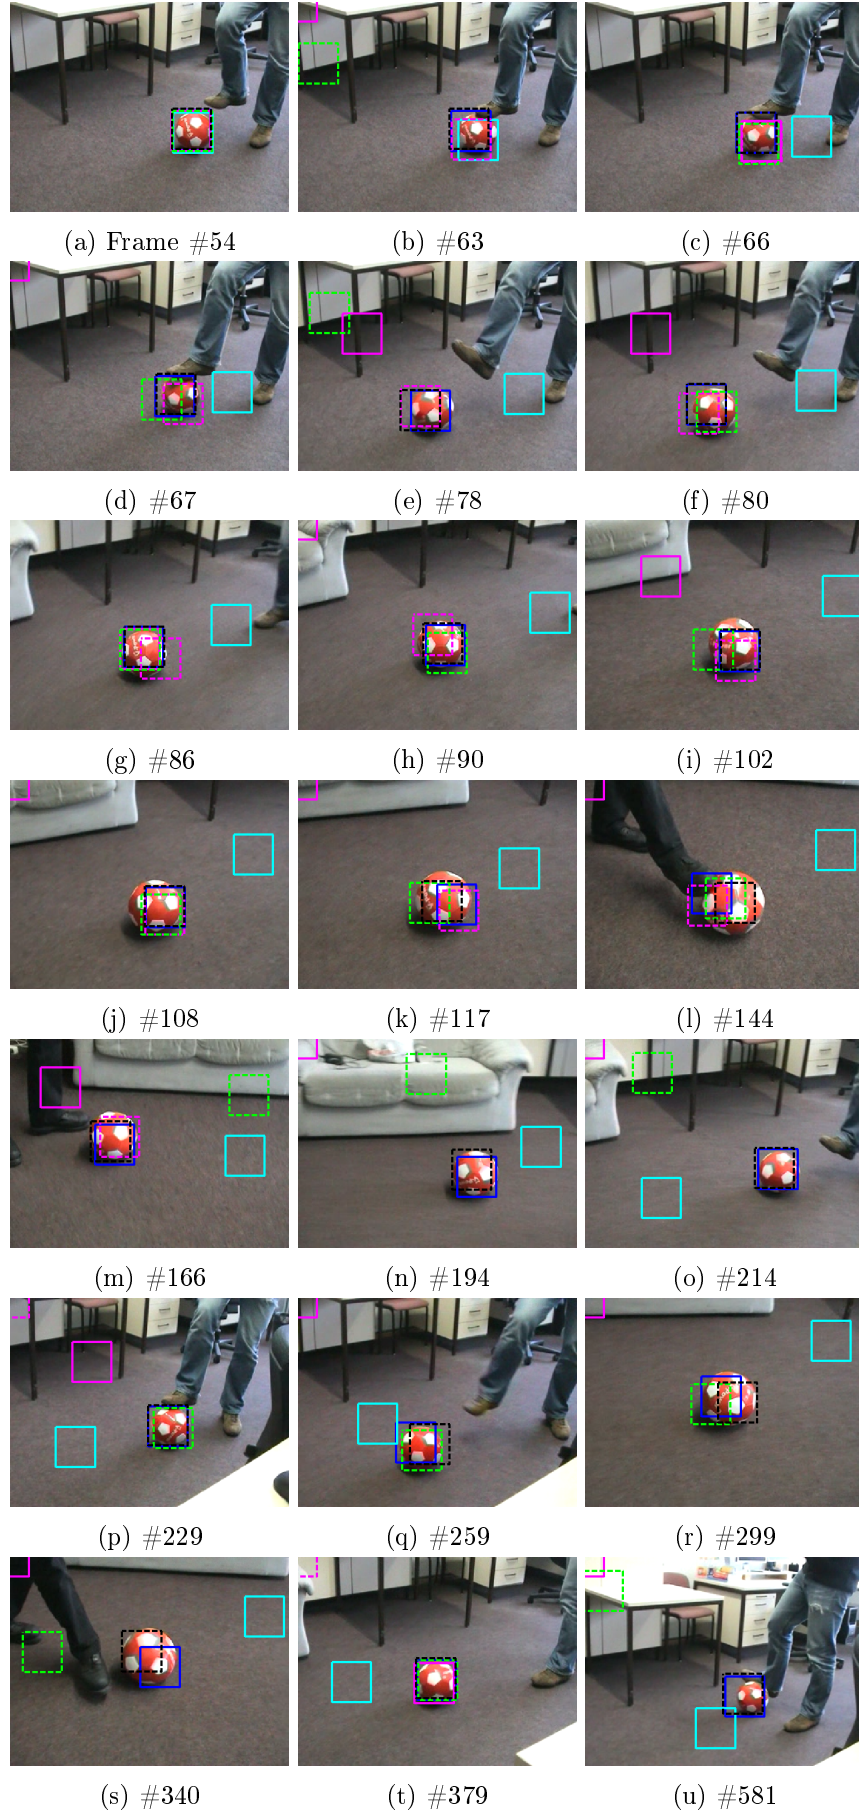 (a) Frame #54
(b) #63
(c) #66
(d) #67
(e) #78
(f) #80
(g) #86
(h) #90
(i) #102
(j) #108
(k) #117
(l) #144
(m) #166
(n) #194
(o) #214
(p) #229
(q) #259
(r) #299
(s) #340
(t) #379
(u) #581